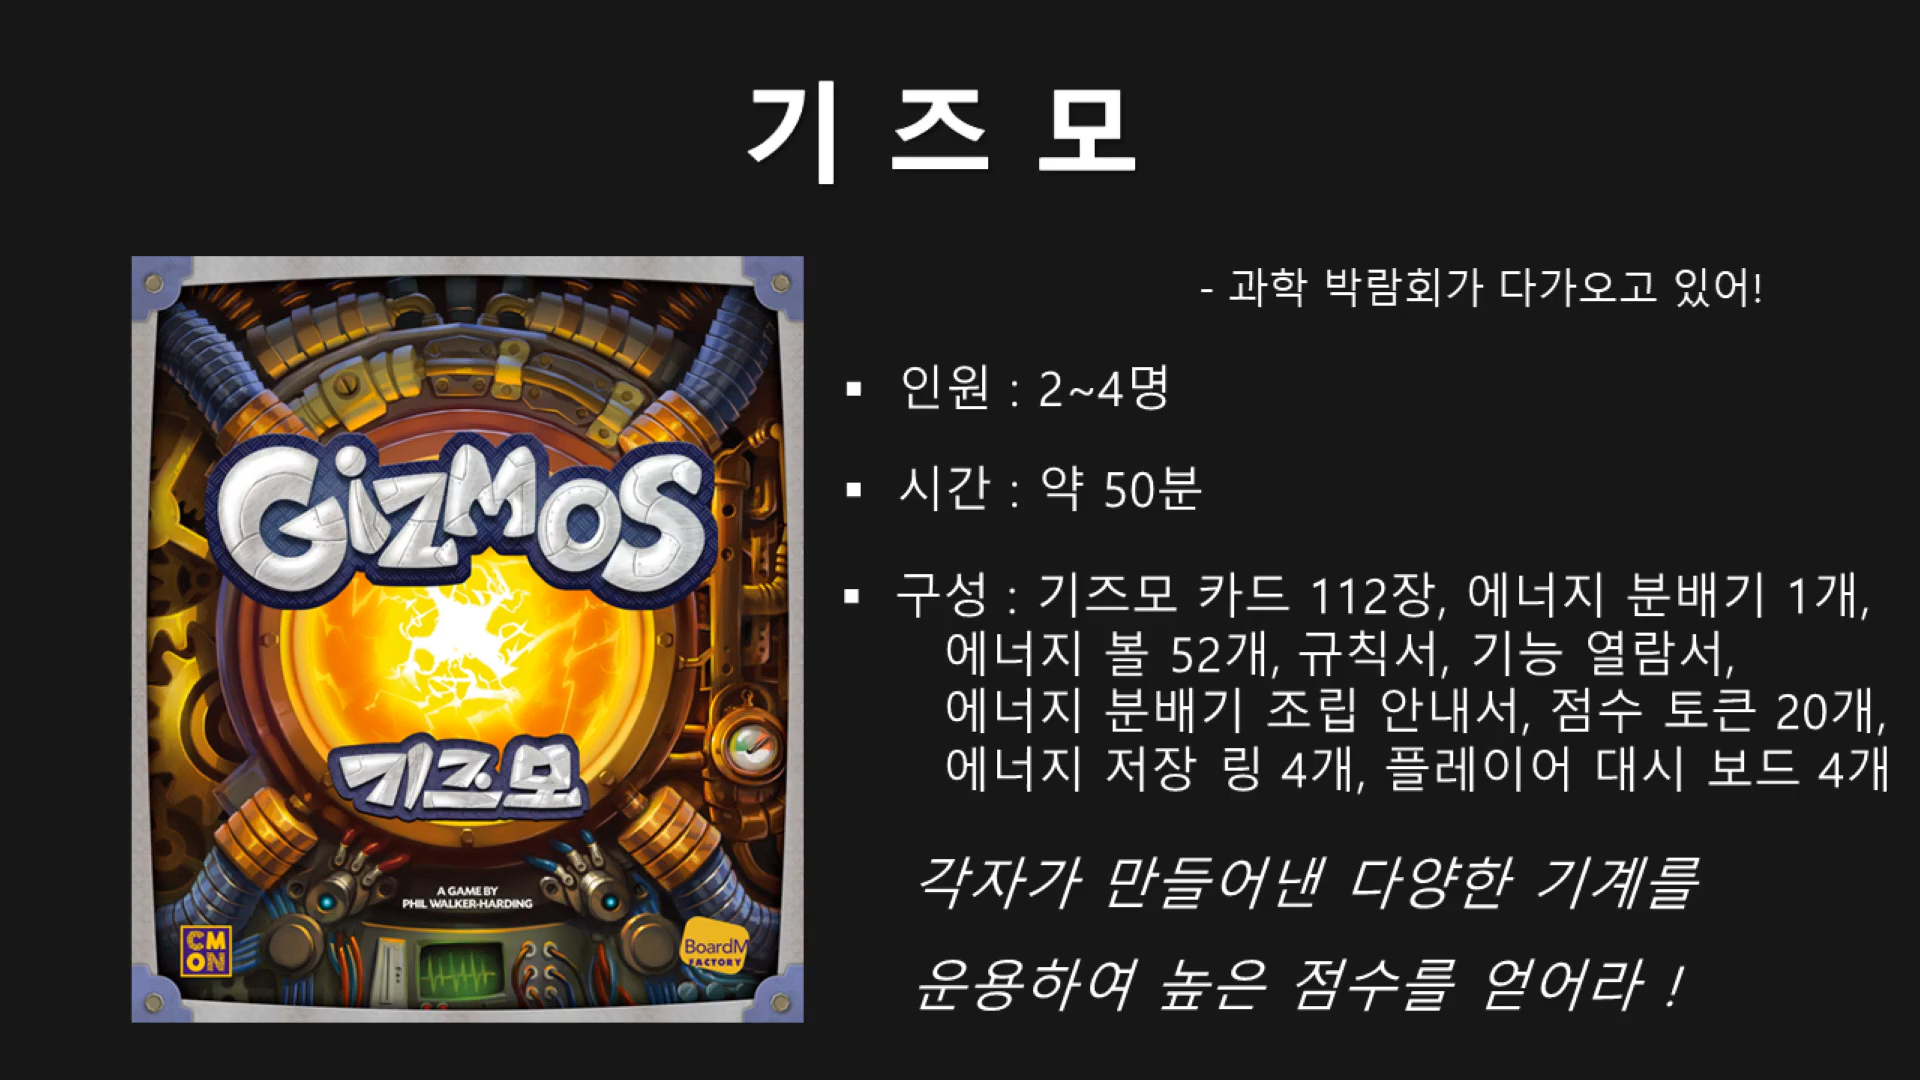 기 즈 모
- 과학 박람회가 다가오고 있어!
GiZMOS
기즈모
A GAME BY
PHIL WALKER-HARDING
CMON
BoardM
FACTORY
▪ 인원 : 2~4명
▪ 시간 : 약 50분
▪ 구성 : 기즈모 카드 112장, 에너지 분배기 1개,
에너지 볼 52개, 규칙서, 기능 열람서,
에너지 분배기 조립 안내서, 점수 토큰 20개,
에너지 저장 링 4개, 플레이어 대시 보드 4개
각자가 만들어낸 다양한 기계를
운용하여 높은 점수를 얻어라 !